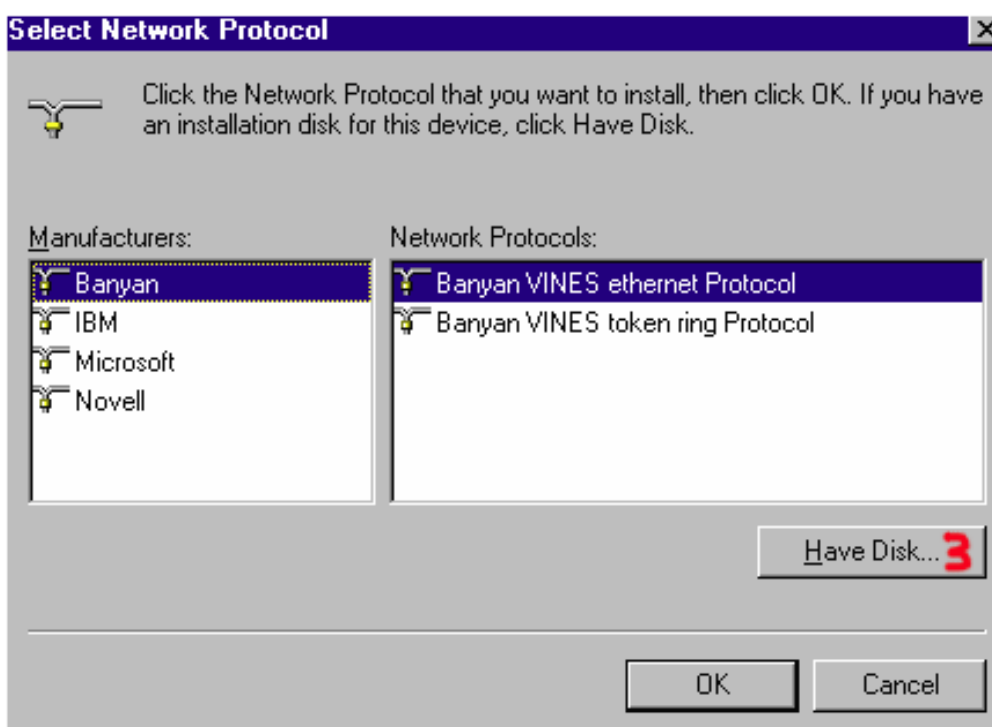 Select Network Protocol
Click the Network Protocol that you want to install, then click OK. If you have
an installation disk for this device, click Have Disk.
Manufacturers:
Banyan
IBM
Microsoft
Novell
Network Protocols:
Banyan VINES ethernet Protocol
Banyan VINES token ring Protocol
Have Disk... 3
OK
Cancel